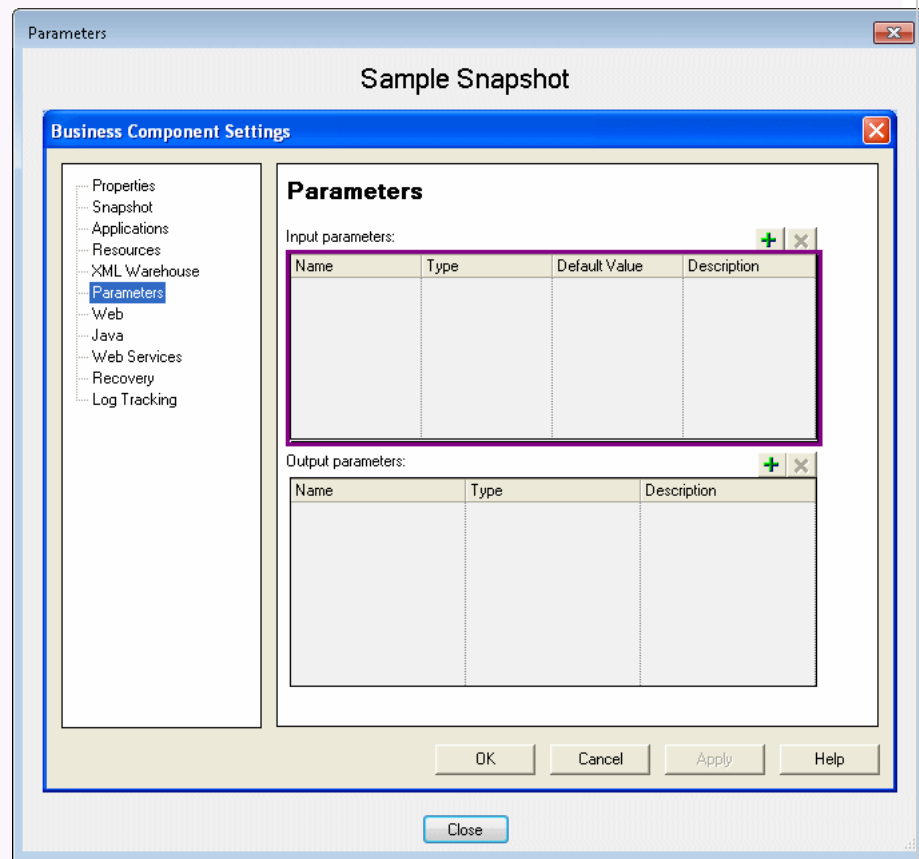 Parameters
Sample Snapshot
Business Component Settings
Properties
Snapshot
Applications
Resources
XML Warehouse
Parameters
Web
Java
Web Services
Recovery
Log Tracking
Parameters
Input parameters:
Name Type Default Value Description
Output parameters:
Name Type Description
OK Cancel Apply Help
Close